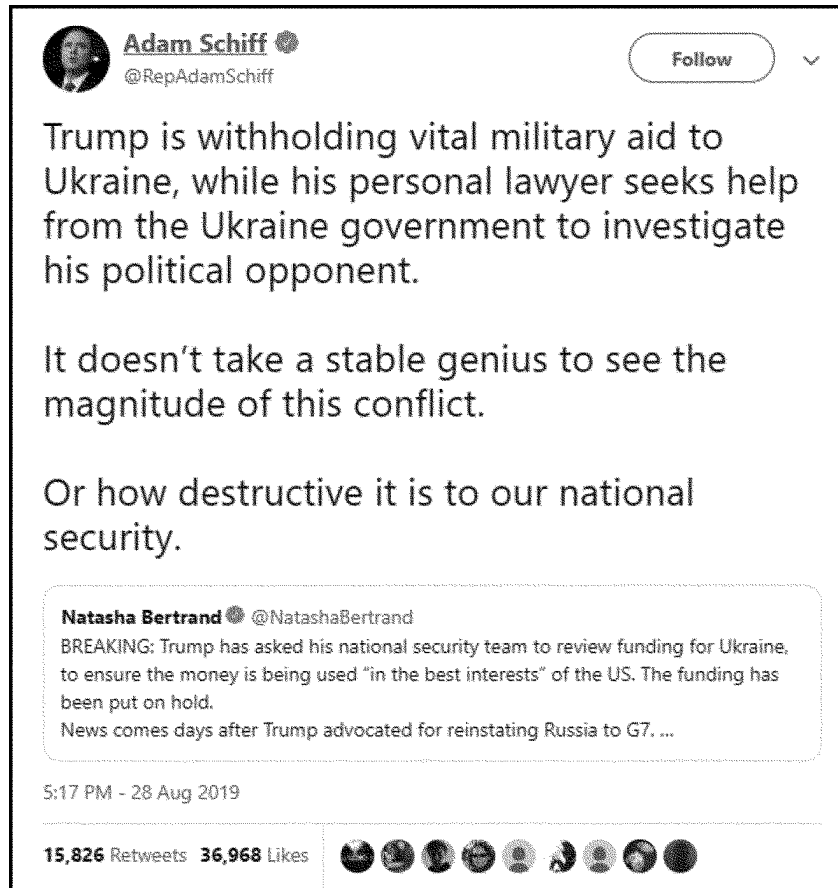 Adam Schiff
@RepAdamSchiff
Follow
Trump is withholding vital military aid to
Ukraine, while his personal lawyer seeks help
from the Ukraine government to investigate
his political opponent.
It doesn't take a stable genius to see the
magnitude of this conflict.
Or how destructive it is to our national
security.
Natasha Bertrand @NatashaBertrand
BREAKING: Trump has asked his national security team to review funding for Ukraine,
to ensure the money is being used "in the best interests" of the US. The funding has
been put on hold.
News comes days after Trump advocated for reinstating Russia to G7. ...
5:17 PM - 28 Aug 2019
15,826 Retweets 36,968 Likes